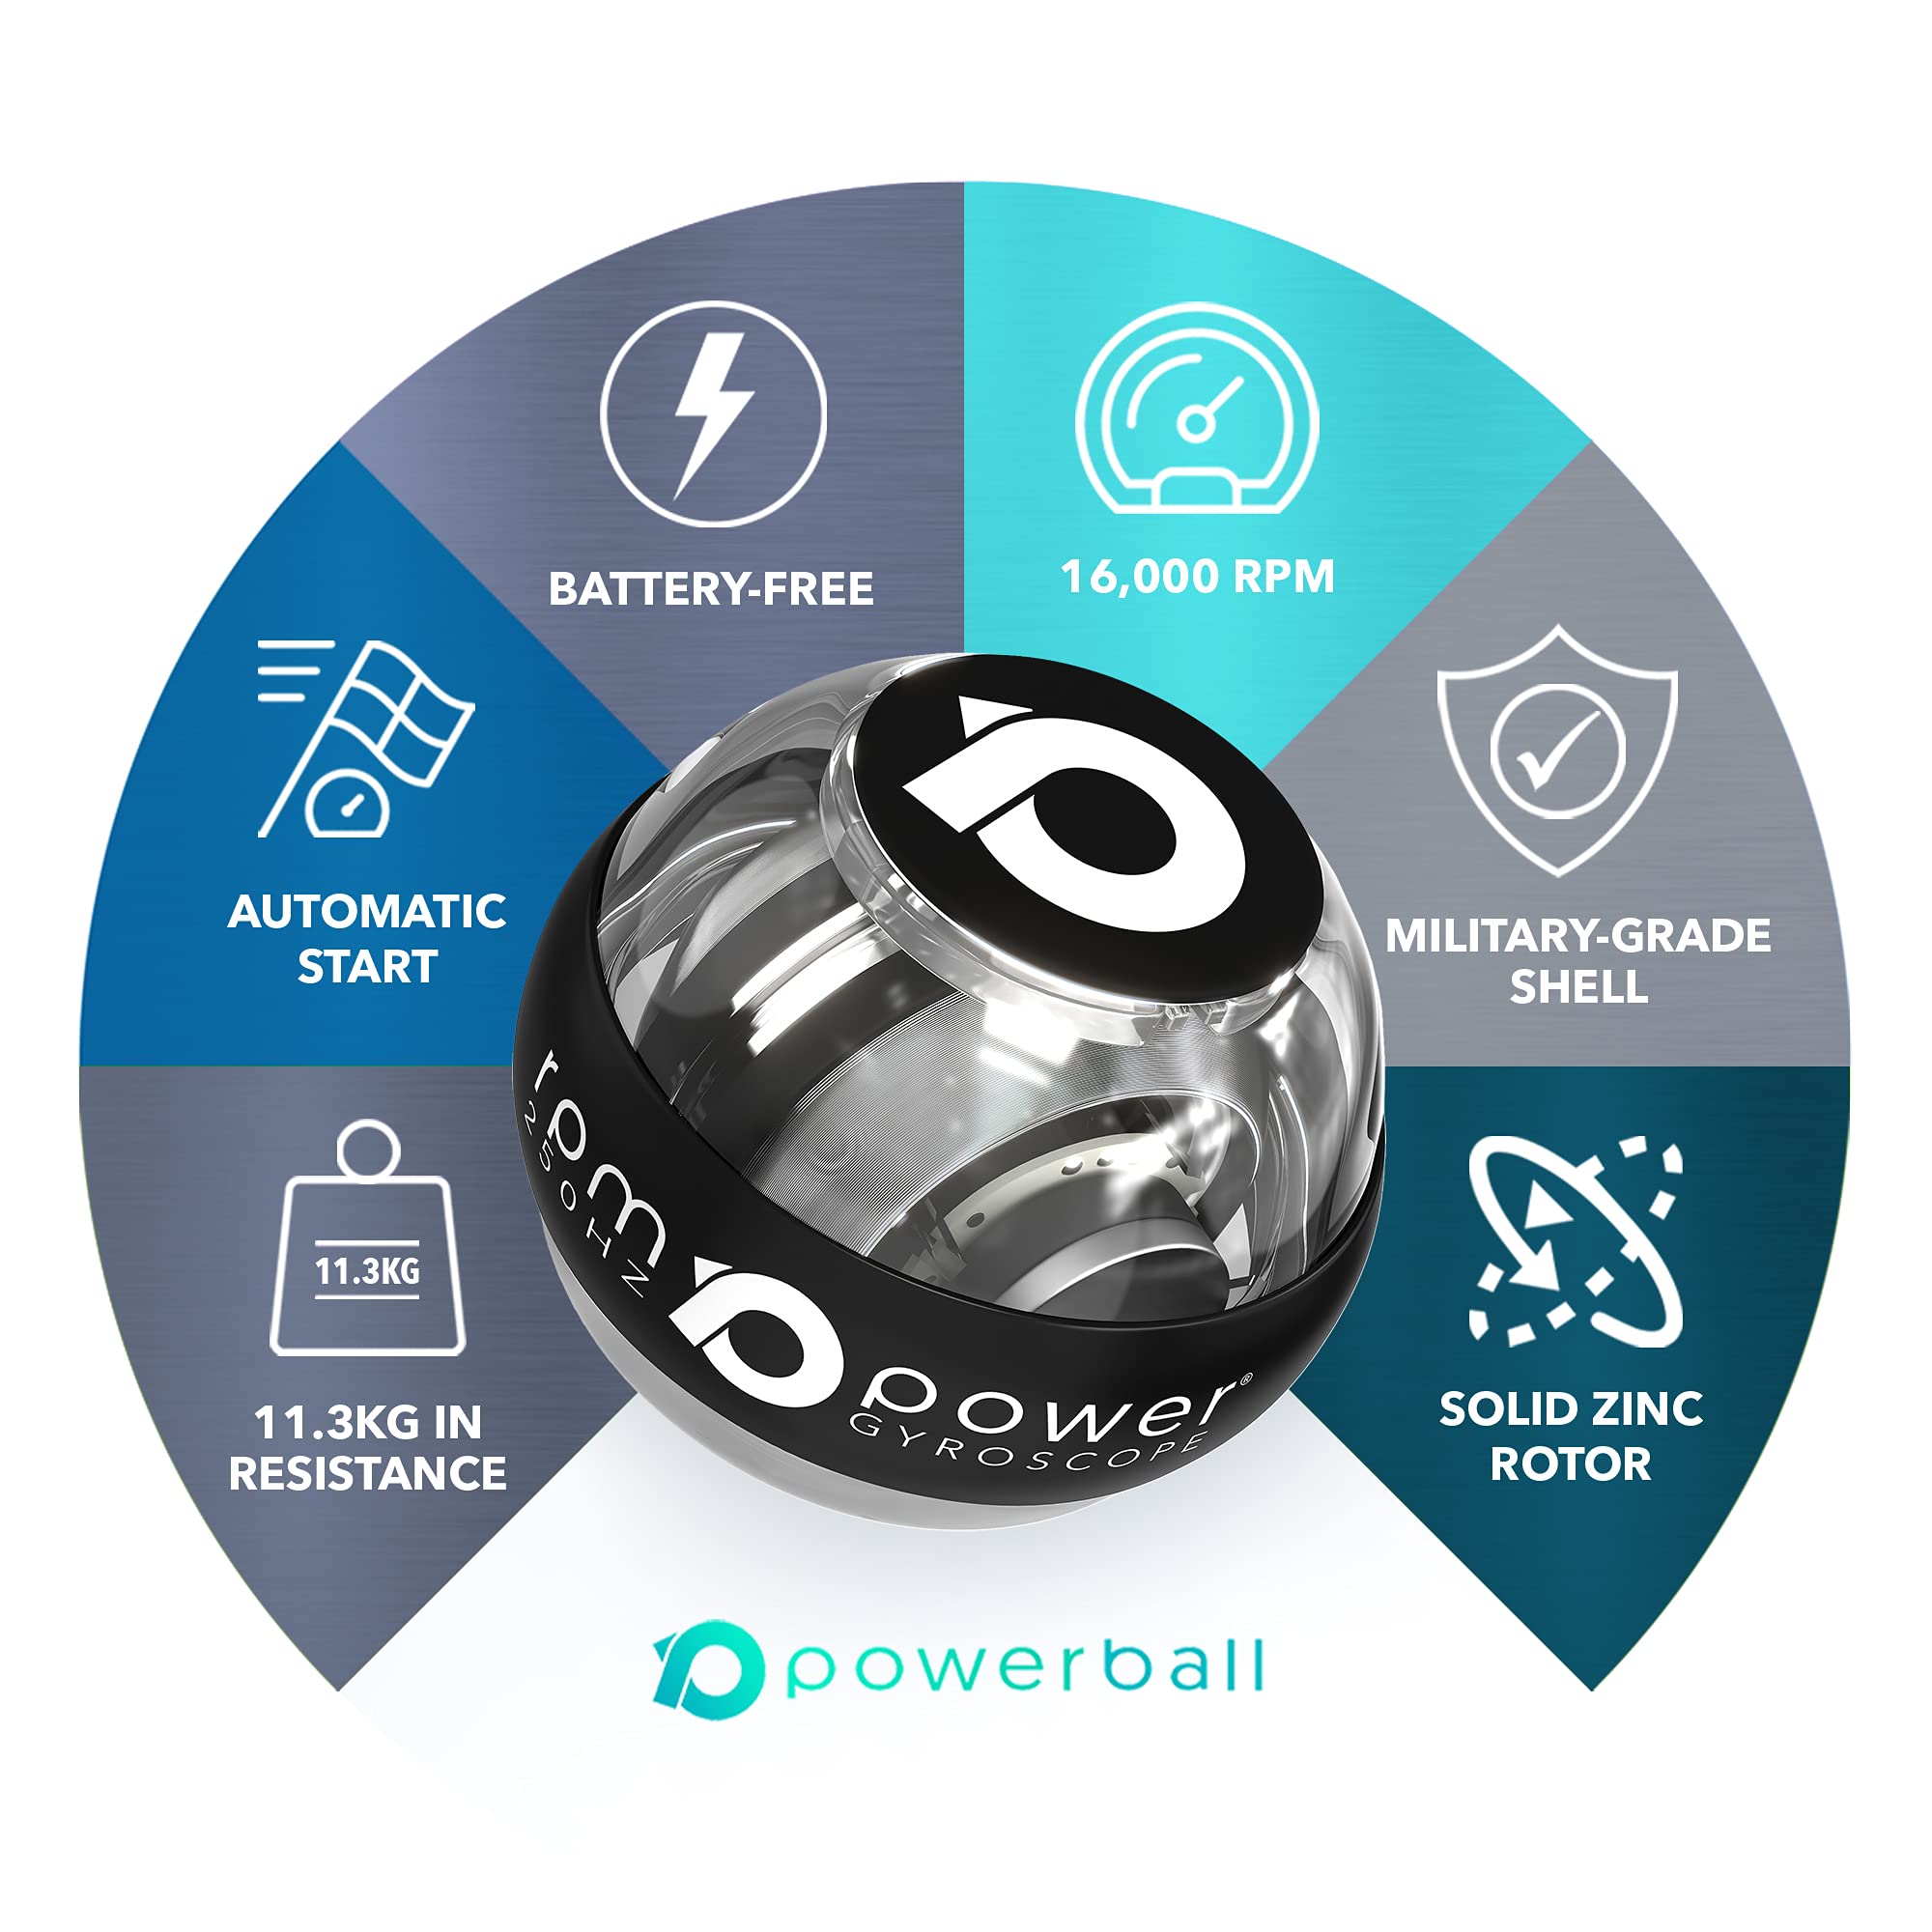 BATTERY-FREE
16,000 RPM
AUTOMATIC
START
MILITARY-GRADE
SHELL
11.3KG
11.3KG IN
RESISTANCE
SOLID ZINC
ROTOR
rpm
250HZ
power®
GYROSCOPE
powerball